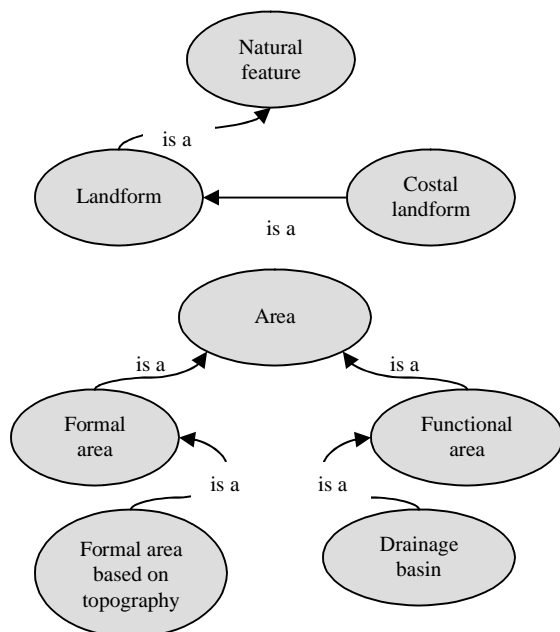 Natural
feature
is a
Landform
Costal
landform
is a
Area
is a
is a
Formal
area
Functional
area
is a
is a
Formal area
based on
topography
Drainage
basin